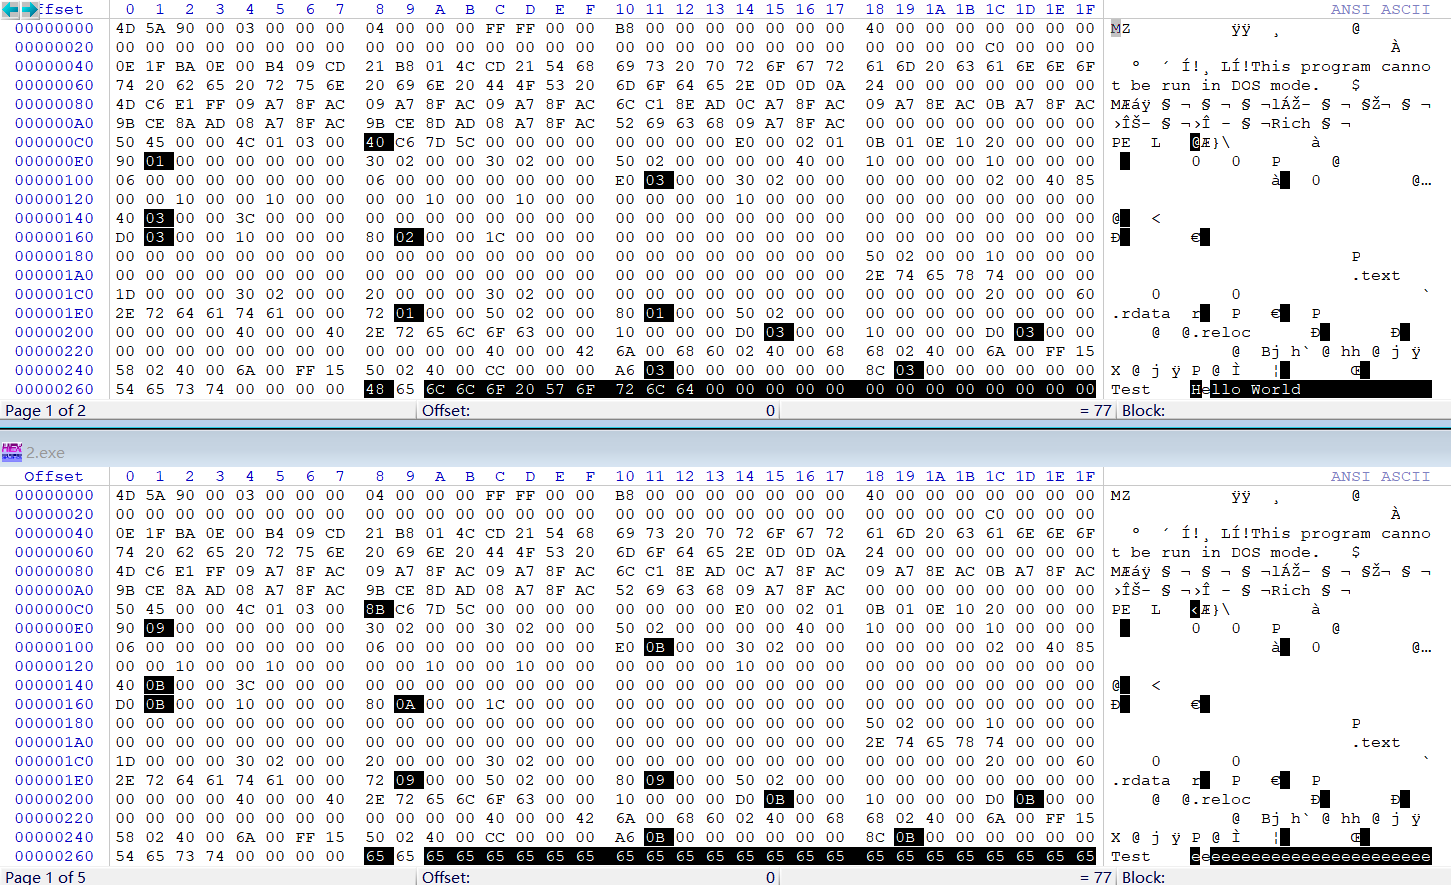 Offset 0 1 2 3 4 5 6 7 8 9 A B C D E F 10 11 12 13 14 15 16 17 18 19 1A 1B 1C 1D 1E 1F ANSI ASCII
00000000 4D 5A 90 00 03 00 00 00 04 00 00 00 FF FF 00 00 B8 00 00 00 00 00 00 00 40 00 00 00 00 00 00 00 MZ ÿÿ ¸ @
00000020 00 00 00 00 00 00 00 00 00 00 00 00 00 00 00 00 00 00 00 00 00 00 00 00 00 00 00 00 C0 00 00 00 À
00000040 0E 1F BA 0E 00 B4 09 CD 21 B8 01 4C CD 21 54 68 69 73 20 70 72 6F 67 72 61 6D 20 63 61 6E 6E 6F º ´ Í!¸ LÍ!This program canno
00000060 74 20 62 65 20 72 75 6E 20 69 6E 20 44 4F 53 20 6D 6F 64 65 2E 0D 0D 0A 24 00 00 00 00 00 00 00 t be run in DOS mode. $
00000080 4D C6 E1 FF 09 A7 8F AC 09 A7 8F AC 09 A7 8F AC 6C C1 8E AD 0C A7 8F AC 09 A7 8E AC 0B A7 8F AC MÆáÿ § ¬ § ¬ § ¬lÁŽ- § ¬ §Ž¬ § ¬
000000A0 9B CE 8A AD 08 A7 8F AC 9B CE 8D AD 08 A7 8F AC 52 69 63 68 09 A7 8F AC 00 00 00 00 00 00 00 00 ›ÎŠ- § ¬›Î - § ¬Rich § ¬
000000C0 50 45 00 00 4C 01 03 00 40 C6 7D 5C 00 00 00 00 00 00 00 00 E0 00 02 01 0B 01 0E 10 20 00 00 00 PE L @Æ}\ à
000000E0 90 01 00 00 00 00 00 00 30 02 00 00 30 02 00 00 50 02 00 00 00 00 40 00 10 00 00 00 10 00 00 00 0 0 P @
00000100 06 00 00 00 00 00 00 00 06 00 00 00 00 00 00 00 E0 03 00 00 30 02 00 00 00 00 00 00 02 00 40 85 à 0 @…
00000120 00 00 10 00 00 10 00 00 00 00 10 00 00 10 00 00 00 00 00 00 10 00 00 00 00 00 00 00 00 00 00 00
00000140 40 03 00 00 3C 00 00 00 00 00 00 00 00 00 00 00 00 00 00 00 00 00 00 00 00 00 00 00 00 00 00 00 @ <
00000160 D0 03 00 00 10 00 00 00 80 02 00 00 1C 00 00 00 00 00 00 00 00 00 00 00 00 00 00 00 00 00 00 00 Ð €
00000180 00 00 00 00 00 00 00 00 00 00 00 00 00 00 00 00 00 00 00 00 00 00 00 00 50 02 00 00 10 00 00 00 P
000001A0 00 00 00 00 00 00 00 00 00 00 00 00 00 00 00 00 00 00 00 00 00 00 00 00 2E 74 65 78 74 00 00 00 .text
000001C0 1D 00 00 00 30 02 00 00 20 00 00 00 30 02 00 00 00 00 00 00 00 00 00 00 00 00 00 00 20 00 00 60 0 0 `
000001E0 2E 72 64 61 74 61 00 00 72 01 00 00 50 02 00 00 80 01 00 00 50 02 00 00 00 00 00 00 00 00 00 00 .rdata r P € P
00000200 00 00 00 00 40 00 00 40 2E 72 65 6C 6F 63 00 00 10 00 00 00 D0 03 00 00 10 00 00 00 D0 03 00 00 @ @.reloc Ð Ð
00000220 00 00 00 00 00 00 00 00 00 00 00 00 40 00 00 42 6A 00 68 60 02 40 00 68 68 02 40 00 6A 00 FF 15 @ Bj h` @ hh @ j ÿ
00000240 58 02 40 00 6A 00 FF 15 50 02 40 00 CC 00 00 00 A6 03 00 00 00 00 00 00 8C 03 00 00 00 00 00 00 X @ j ÿ P @ Ì ¦ Œ
00000260 54 65 73 74 00 00 00 00 48 65 6C 6C 6F 20 57 6F 72 6C 64 00 00 00 00 00 00 00 00 00 00 00 00 00 Test Hello World
Page 1 of 2 Offset: 0 = 77 Block:
2.exe
Offset 0 1 2 3 4 5 6 7 8 9 A B C D E F 10 11 12 13 14 15 16 17 18 19 1A 1B 1C 1D 1E 1F ANSI ASCII
00000000 4D 5A 90 00 03 00 00 00 04 00 00 00 FF FF 00 00 B8 00 00 00 00 00 00 00 40 00 00 00 00 00 00 00 MZ ÿÿ ¸ @
00000020 00 00 00 00 00 00 00 00 00 00 00 00 00 00 00 00 00 00 00 00 00 00 00 00 00 00 00 00 C0 00 00 00 À
00000040 0E 1F BA 0E 00 B4 09 CD 21 B8 01 4C CD 21 54 68 69 73 20 70 72 6F 67 72 61 6D 20 63 61 6E 6E 6F º ´ Í!¸ LÍ!This program canno
00000060 74 20 62 65 20 72 75 6E 20 69 6E 20 44 4F 53 20 6D 6F 64 65 2E 0D 0D 0A 24 00 00 00 00 00 00 00 t be run in DOS mode. $
00000080 4D C6 E1 FF 09 A7 8F AC 09 A7 8F AC 09 A7 8F AC 6C C1 8E AD 0C A7 8F AC 09 A7 8E AC 0B A7 8F AC MÆáÿ § ¬ § ¬ § ¬lÁŽ- § ¬ §Ž¬ § ¬
000000A0 9B CE 8A AD 08 A7 8F AC 9B CE 8D AD 08 A7 8F AC 52 69 63 68 09 A7 8F AC 00 00 00 00 00 00 00 00 ›ÎŠ- § ¬›Î - § ¬Rich § ¬
000000C0 50 45 00 00 4C 01 03 00 8B C6 7D 5C 00 00 00 00 00 00 00 00 E0 00 02 01 0B 01 0E 10 20 00 00 00 PE L ‹Æ}\ à
000000E0 90 09 00 00 00 00 00 00 30 02 00 00 30 02 00 00 50 02 00 00 00 00 40 00 10 00 00 00 10 00 00 00 0 0 P @
00000100 06 00 00 00 00 00 00 00 06 00 00 00 00 00 00 00 E0 0B 00 00 30 02 00 00 00 00 00 00 02 00 40 85 à 0 @…
00000120 00 00 10 00 00 10 00 00 00 00 10 00 00 10 00 00 00 00 00 00 10 00 00 00 00 00 00 00 00 00 00 00
00000140 40 0B 00 00 3C 00 00 00 00 00 00 00 00 00 00 00 00 00 00 00 00 00 00 00 00 00 00 00 00 00 00 00 @ <
00000160 D0 0B 00 00 10 00 00 00 80 0A 00 00 1C 00 00 00 00 00 00 00 00 00 00 00 00 00 00 00 00 00 00 00 Ð €
00000180 00 00 00 00 00 00 00 00 00 00 00 00 00 00 00 00 00 00 00 00 00 00 00 00 50 02 00 00 10 00 00 00 P
000001A0 00 00 00 00 00 00 00 00 00 00 00 00 00 00 00 00 00 00 00 00 00 00 00 00 2E 74 65 78 74 00 00 00 .text
000001C0 1D 00 00 00 30 02 00 00 20 00 00 00 30 02 00 00 00 00 00 00 00 00 00 00 00 00 00 00 20 00 00 60 0 0 `
000001E0 2E 72 64 61 74 61 00 00 72 09 00 00 50 02 00 00 80 09 00 00 50 02 00 00 00 00 00 00 00 00 00 00 .rdata r P € P
00000200 00 00 00 00 40 00 00 40 2E 72 65 6C 6F 63 00 00 10 00 00 00 D0 0B 00 00 10 00 00 00 D0 0B 00 00 @ @.reloc Ð Ð
00000220 00 00 00 00 00 00 00 00 00 00 00 00 40 00 00 42 6A 00 68 60 02 40 00 68 68 02 40 00 6A 00 FF 15 @ Bj h` @ hh @ j ÿ
00000240 58 02 40 00 6A 00 FF 15 50 02 40 00 CC 00 00 00 A6 0B 00 00 00 00 00 00 8C 0B 00 00 00 00 00 00 X @ j ÿ P @ Ì ¦ Œ
00000260 54 65 73 74 00 00 00 00 65 65 65 65 65 65 65 65 65 65 65 65 65 65 65 65 65 65 65 65 65 65 65 65 Test eeeeeeeeeeeeeeeeeeeeeeee
Page 1 of 5 Offset: 0 = 77 Block: